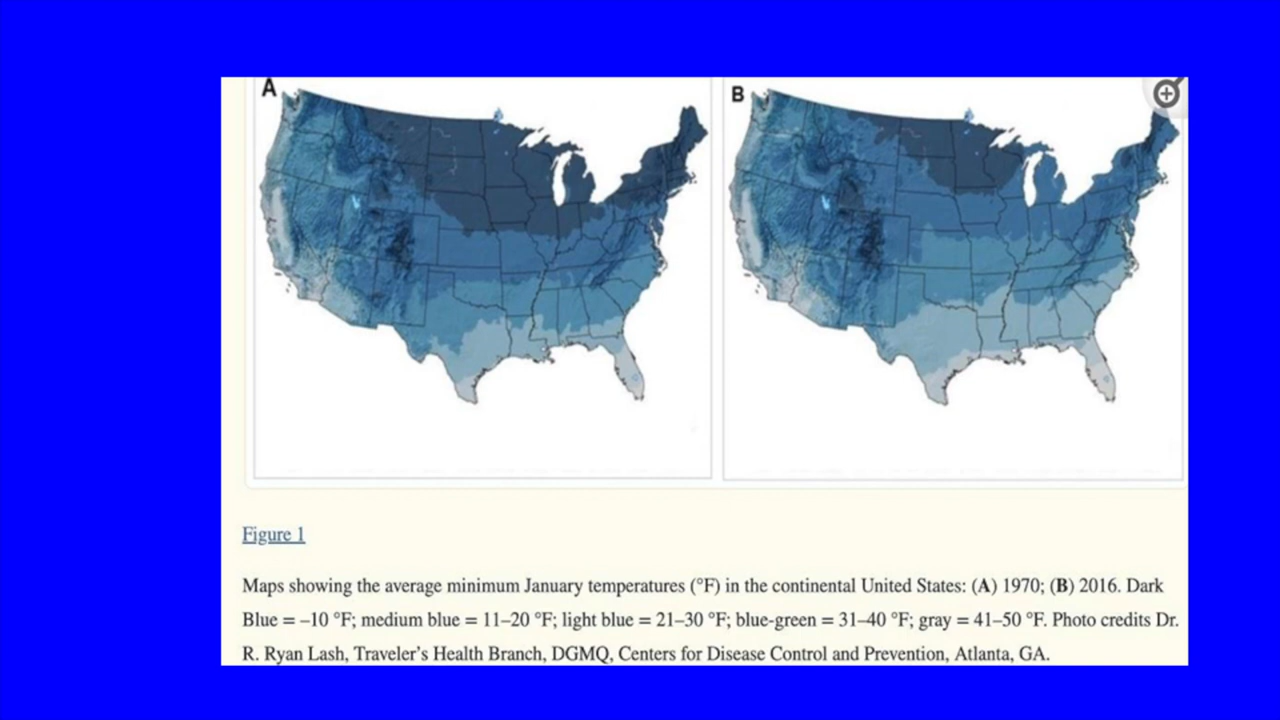 A
B
Figure 1
Maps showing the average minimum January temperatures (°F) in the continental United States: (A) 1970; (B) 2016. Dark
Blue = –10 °F; medium blue = 11–20 °F; light blue = 21–30 °F; blue-green = 31–40 °F; gray = 41–50 °F. Photo credits Dr.
R. Ryan Lash, Traveler’s Health Branch, DGMQ, Centers for Disease Control and Prevention, Atlanta, GA.